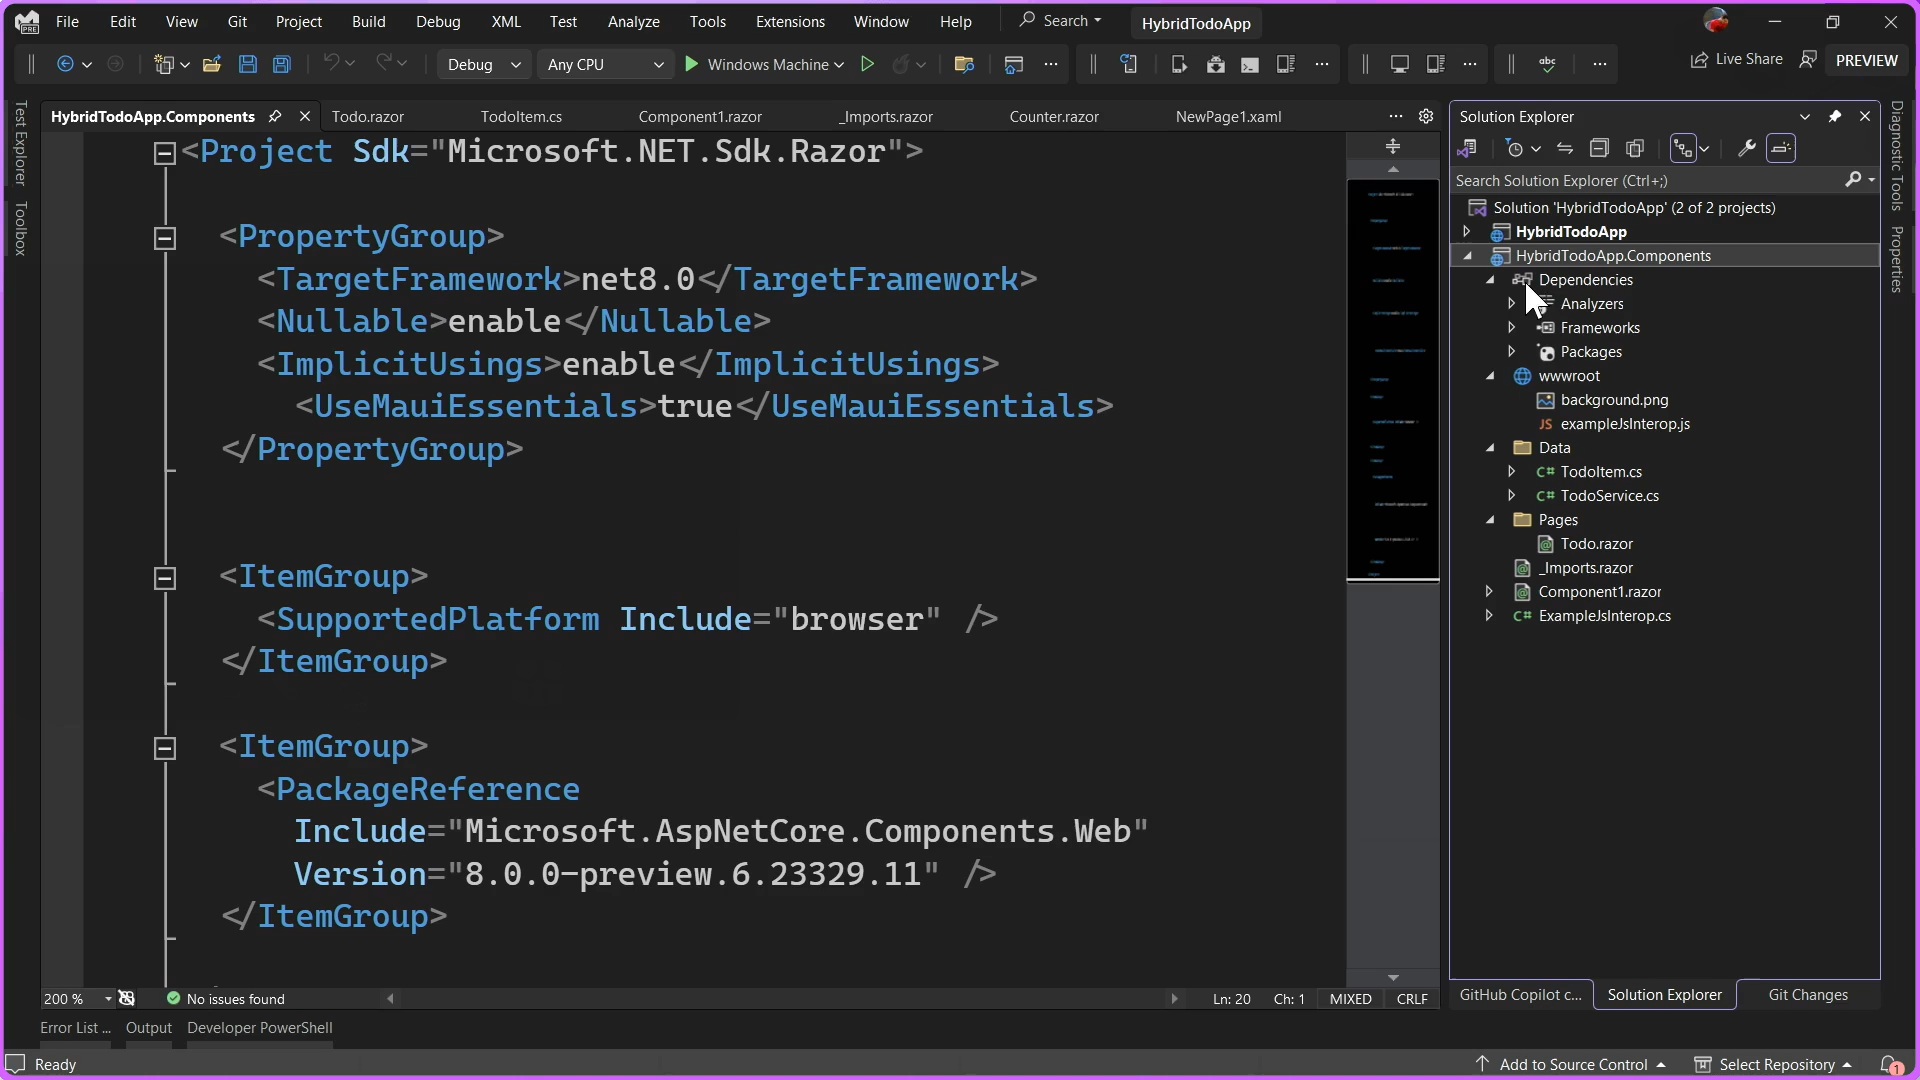 File Edit View Git Project Build Debug XML Test Analyze Tools Extensions Window Help Search HybridTodoApp
Debug Any CPU Windows Machine Live Share PREVIEW
HybridTodoApp.Components Todo.razor TodoItem.cs Component1.razor _Imports.razor Counter.razor NewPage1.xaml
Test Explorer
Toolbox
<Project Sdk="Microsoft.NET.Sdk.Razor">
<PropertyGroup>
<TargetFramework>net8.0</TargetFramework>
<Nullable>enable</Nullable>
<ImplicitUsings>enable</ImplicitUsings>
<UseMauiEssentials>true</UseMauiEssentials>
</PropertyGroup>
<ItemGroup>
<SupportedPlatform Include="browser" />
</ItemGroup>
<ItemGroup>
<PackageReference
Include="Microsoft.AspNetCore.Components.Web"
Version="8.0.0-preview.6.23329.11" />
</ItemGroup>
200 % No issues found Ln: 20 Ch: 1 MIXED CRLF
Solution Explorer
Search Solution Explorer (Ctrl+;)
Solution 'HybridTodoApp' (2 of 2 projects)
HybridTodoApp
HybridTodoApp.Components
Dependencies
Analyzers
Frameworks
Packages
wwwroot
background.png
JS exampleJsInterop.js
Data
C# TodoItem.cs
C# TodoService.cs
Pages
Todo.razor
_Imports.razor
Component1.razor
C# ExampleJsInterop.cs
GitHub Copilot c... Solution Explorer Git Changes
Diagnostic Tools
Properties
Error List ... Output Developer PowerShell
Ready Add to Source Control Select Repository 1